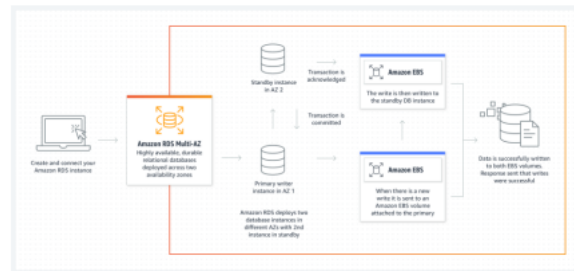 Create and connect your
Amazon RDS instance
Amazon RDS Multi-AZ
Highly available, durable
relational databases
deployed across two
availability zones
Standby instance
in AZ 2
Transaction is
acknowledged
Transaction is
committed
Primary writer
instance in AZ 1
Amazon RDS deploys two
database instances in
different AZs with 2nd
instance in standby
Amazon EBS
The write is then written to
the standby DB instance
Amazon EBS
When there is a new
write it is sent to an
Amazon EBS volume
attached to the primary
Data is successfully written
to both EBS volumes.
Response sent that writes
were successful